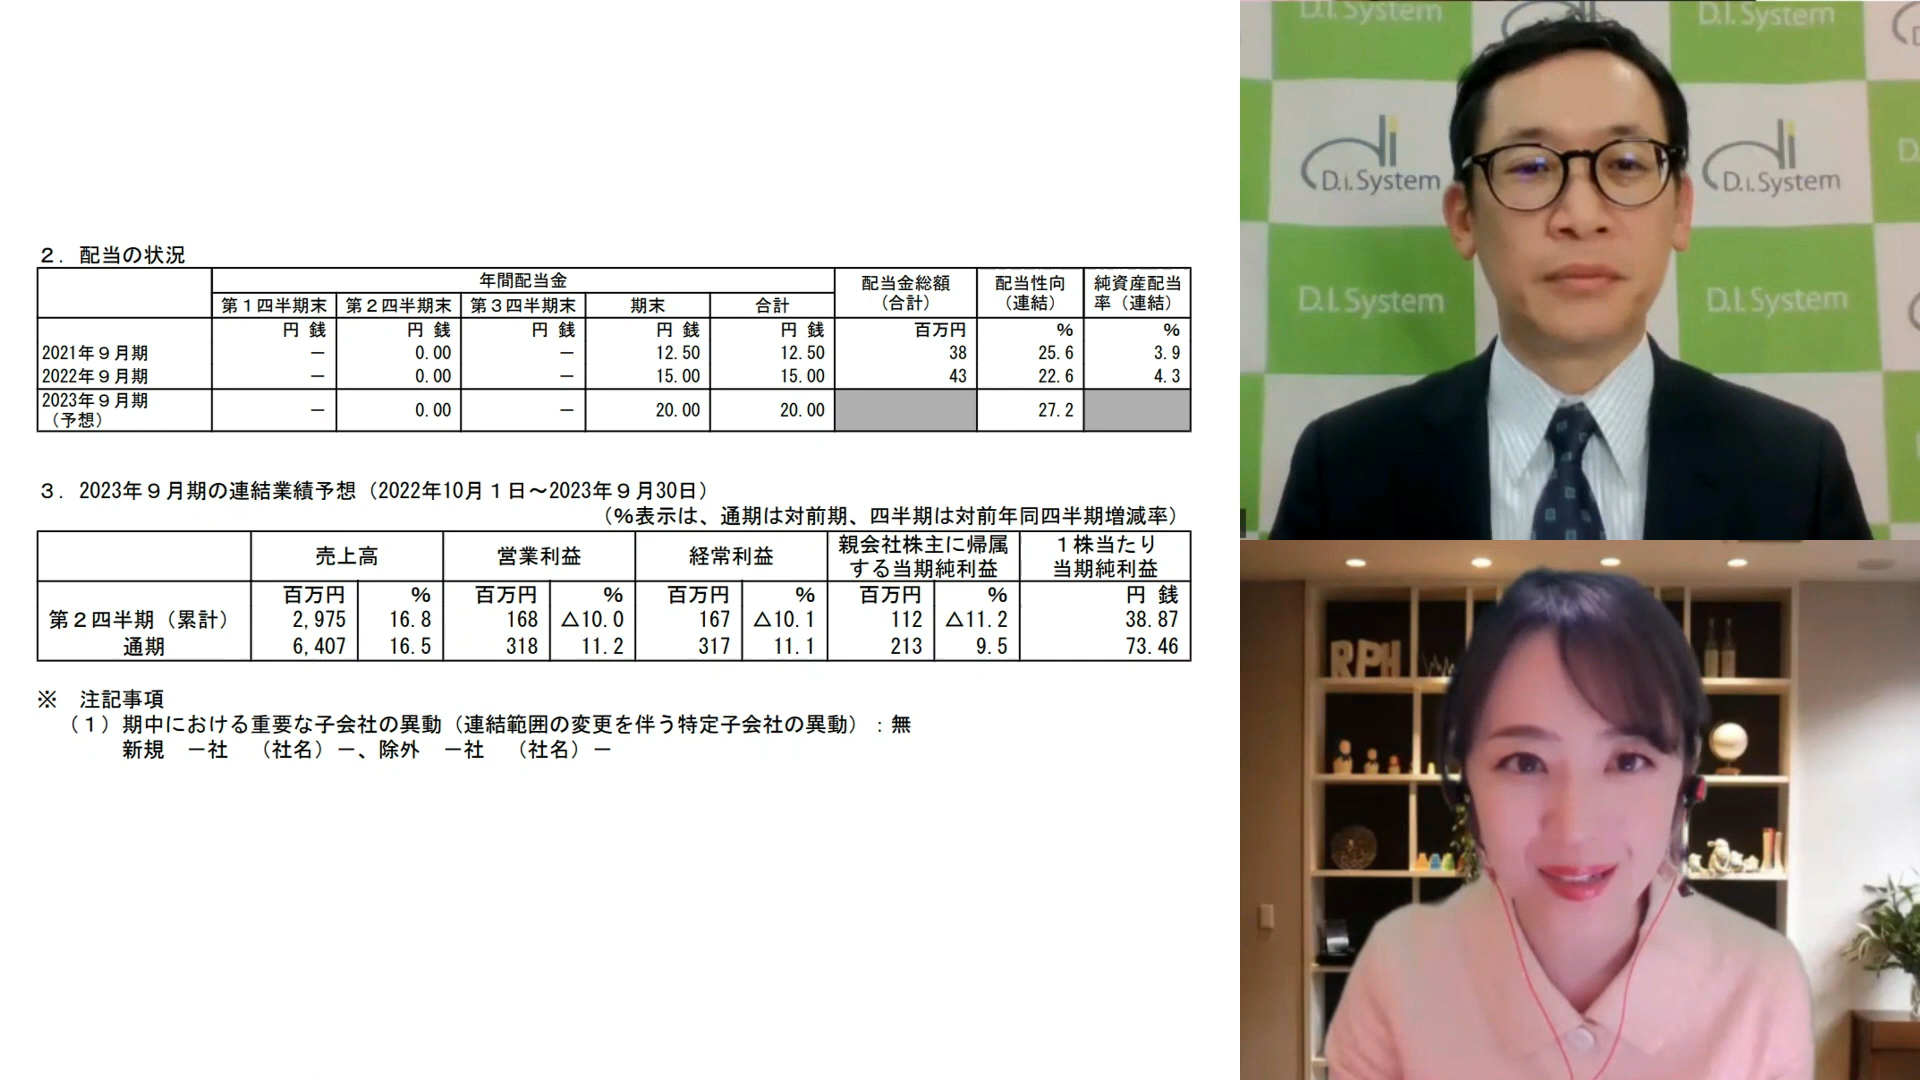 ２．配当の状況
年間配当金 配当金総額（合計） 配当性向（連結） 純資産配当率（連結）
第１四半期末 第２四半期末 第３四半期末 期末 合計
円 銭 円 銭 円 銭 円 銭 円 銭 百万円 % %
2021年９月期 － 0.00 － 12.50 12.50 38 25.6 3.9
2022年９月期 － 0.00 － 15.00 15.00 43 22.6 4.3
2023年９月期（予想） － 0.00 － 20.00 20.00 27.2
３．2023年９月期の連結業績予想（2022年10月１日～2023年９月30日）
（％表示は、通期は対前期、四半期は対前年同四半期増減率）
売上高 営業利益 経常利益 親会社株主に帰属する当期純利益 １株当たり当期純利益
百万円 % 百万円 % 百万円 % 百万円 % 円 銭
第２四半期（累計） 2,975 16.8 168 △10.0 167 △10.1 112 △11.2 38.87
通期 6,407 16.5 318 11.2 317 11.1 213 9.5 73.46
※ 注記事項
（１）期中における重要な子会社の異動（連結範囲の変更を伴う特定子会社の異動）：無
新規 －社 （社名）－、除外 －社 （社名）－
D.I.System
D.I.System
D.I.System
D.I.System
D.I.System
D.I.System
RPH